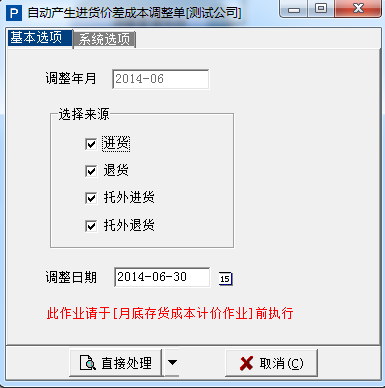 P 自动产生进货价差成本调整单[测试公司]
基本选项 系统选项
调整年月 2014-06
选择来源
进货
退货
托外进货
托外退货
调整日期 2014-06-30 15
此作业请于[月底存货成本计价作业]前执行
直接处理 取消(C)